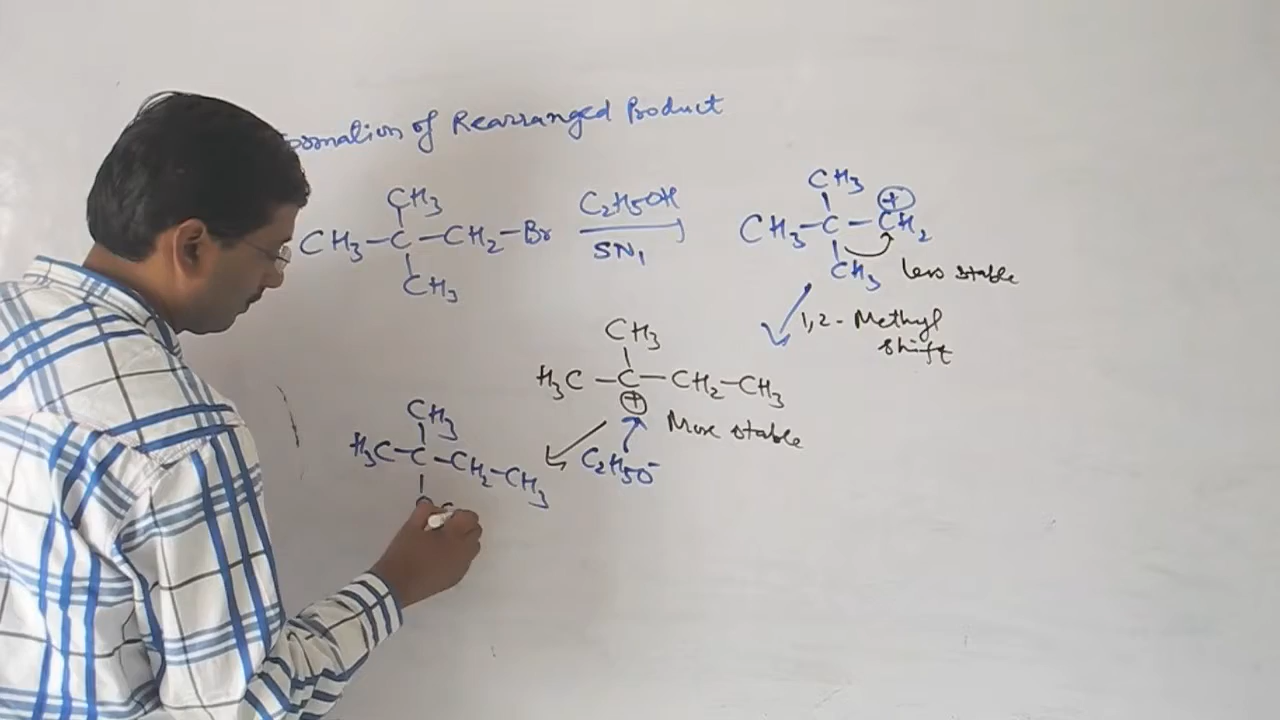 Formation of Rearranged Product
CH3
CH3-C-CH2-Br
CH3
C2H5OH
SN1
CH3
CH3-C-CH2
+
CH3
Less stable
1,2-Methyl
shift
CH3
H3C-C-CH2-CH3
+
More stable
C2H5O-
CH3
H3C-C-CH2-CH3